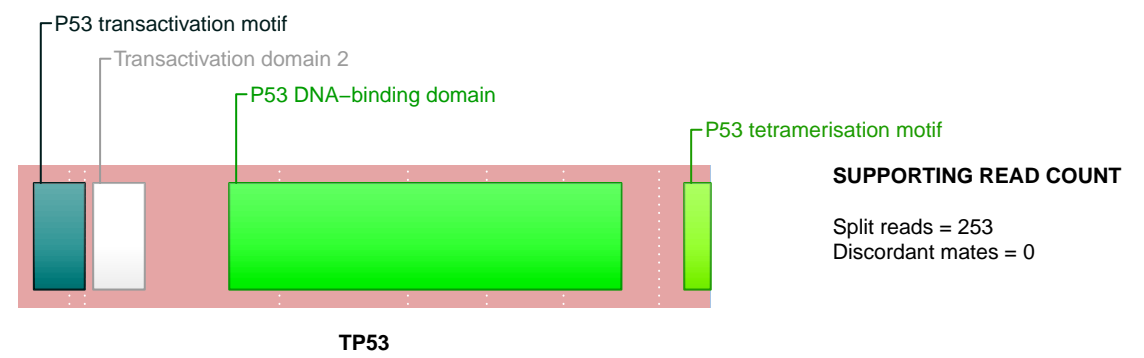 P53 transactivation motif
Transactivation domain 2
P53 DNA−binding domain
P53 tetramerisation motif
SUPPORTING READ COUNT
Split reads = 253
Discordant mates = 0
TP53